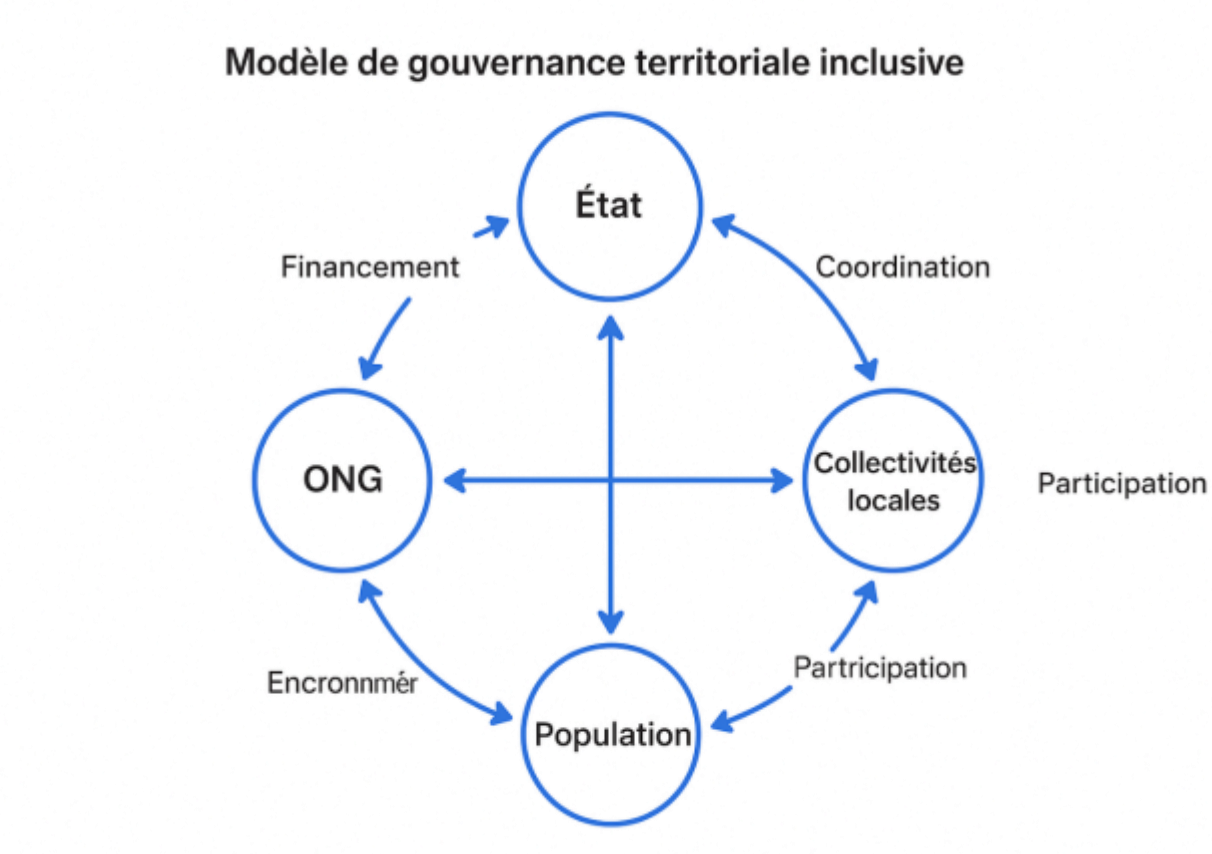 Modèle de gouvernance territoriale inclusive
État
Financement
Coordination
ONG
Collectivités
locales
Participation
Encronnmér
Partricipation
Population